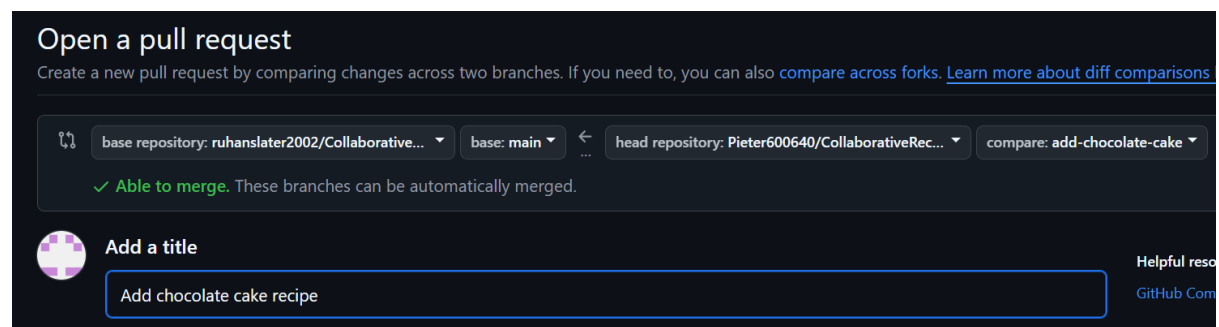 Open a pull request
Create a new pull request by comparing changes across two branches. If you need to, you can also compare across forks. Learn more about diff comparisons
base repository: ruhanslater2002/Collaborative... base: main head repository: Pieter600640/CollaborativeRec... compare: add-chocolate-cake
Able to merge. These branches can be automatically merged.
Add a title
Helpful reso
Add chocolate cake recipe
GitHub Com